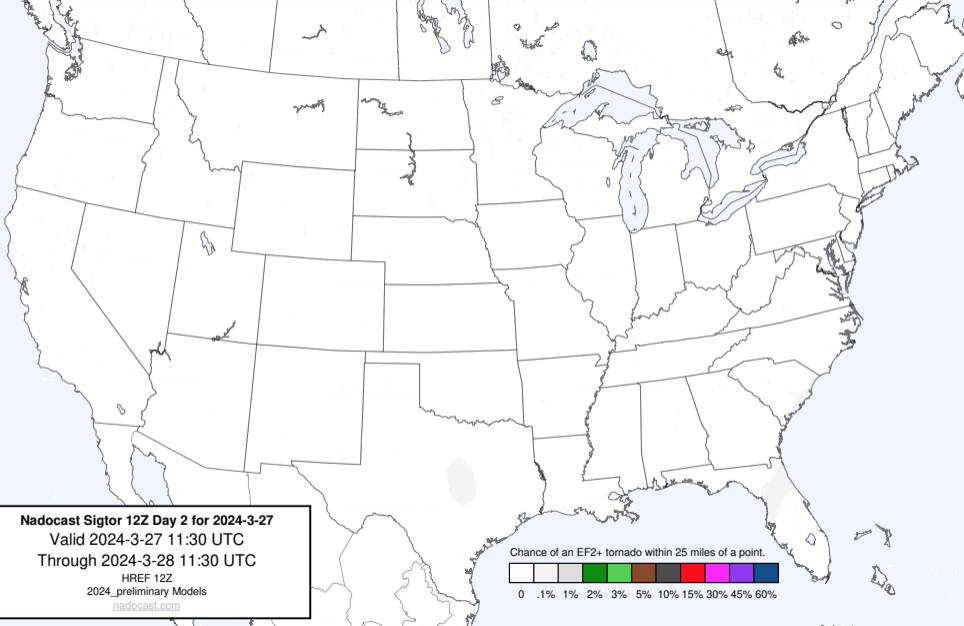 Nadocast Sigtor 12Z Day 2 for 2024-3-27
Valid 2024-3-27 11:30 UTC
Through 2024-3-28 11:30 UTC
HREF 12Z
2024_preliminary Models
nadocast.com
Chance of an EF2+ tornado within 25 miles of a point.
0 .1% 1% 2% 3% 5% 10% 15% 30% 45% 60%